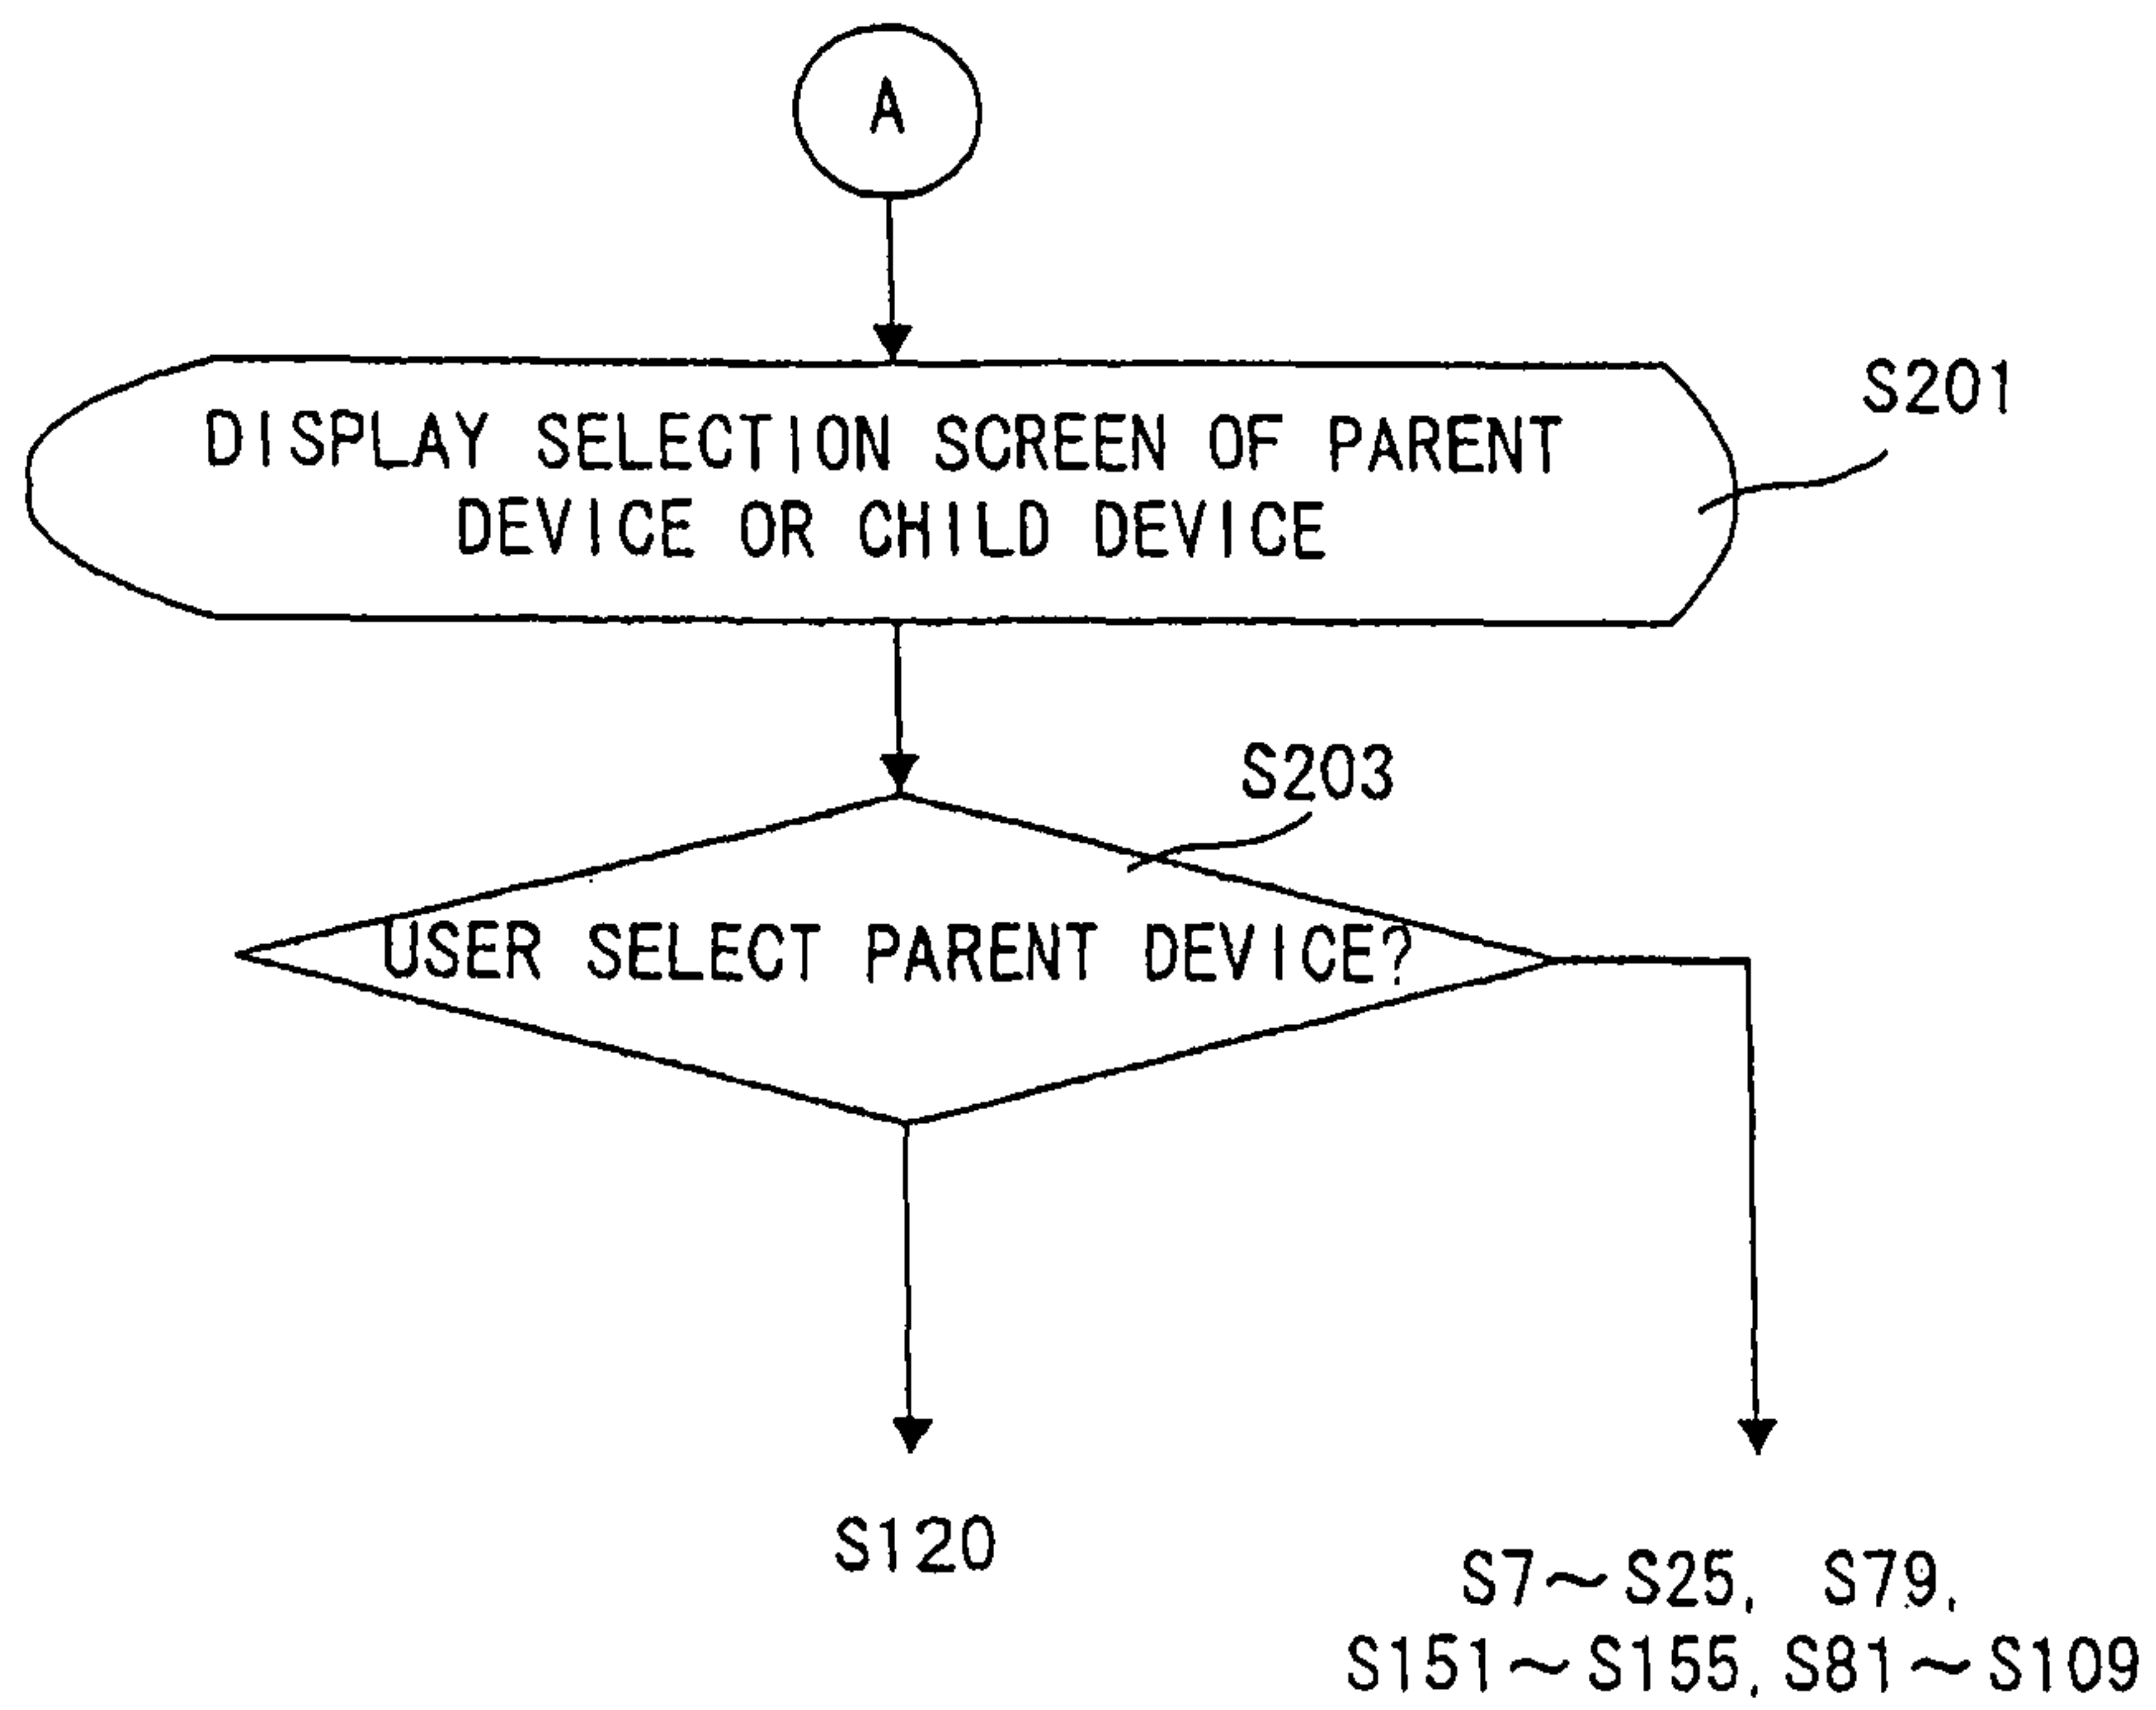 A
S201
DISPLAY SELECTION SCREEN OF PARENT
DEVICE OR CHILD DEVICE
S203
USER SELECT PARENT DEVICE?
S120
S7～S25, S79,
S151～S155, S81～S109